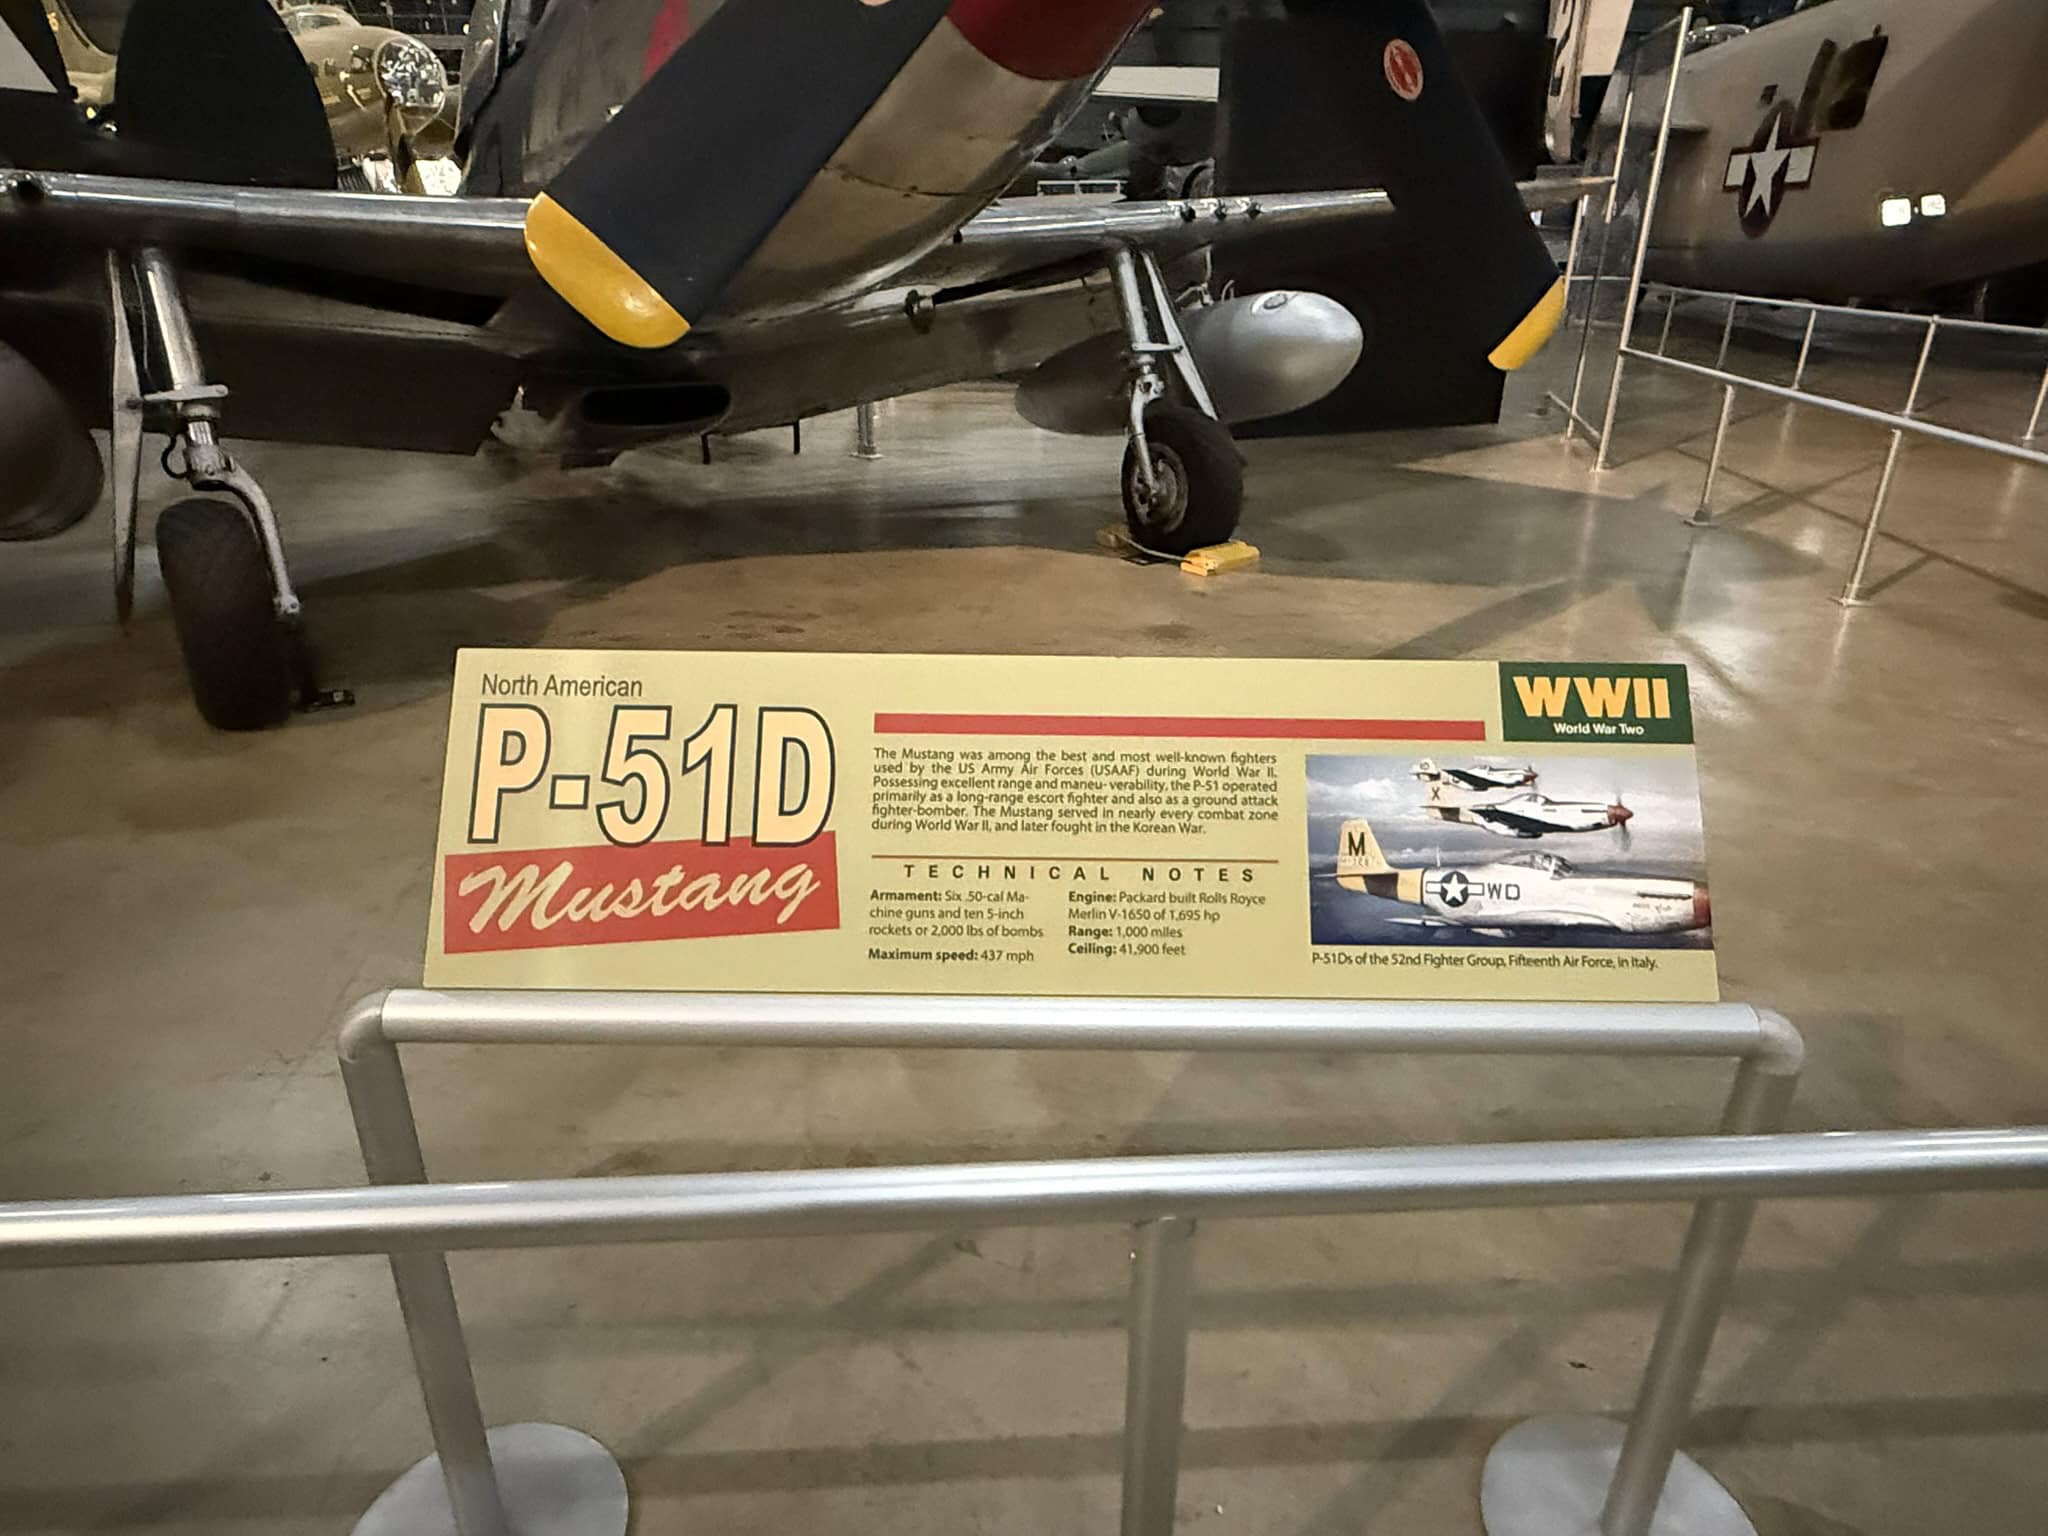 North American
P-51D
Mustang
WWII
World War Two
The Mustang was among the best and most well-known fighters
used by the US Army Air Forces (USAAF) during World War II.
Possessing excellent range and maneu- verability, the P-51 operated
primarily as a long-range escort fighter and also as a ground attack
fighter-bomber. The Mustang served in nearly every combat zone
during World War II, and later fought in the Korean War.
TECHNICAL NOTES
Armament: Six .50-cal Ma-
chine guns and ten 5-inch
rockets or 2,000 lbs of bombs
Maximum speed: 437 mph
Engine: Packard built Rolls Royce
Merlin V-1650 of 1,695 hp
Range: 1,000 miles
Ceiling: 41,900 feet
X
M
WD
P-51Ds of the 52nd Fighter Group, Fifteenth Air Force, in Italy.